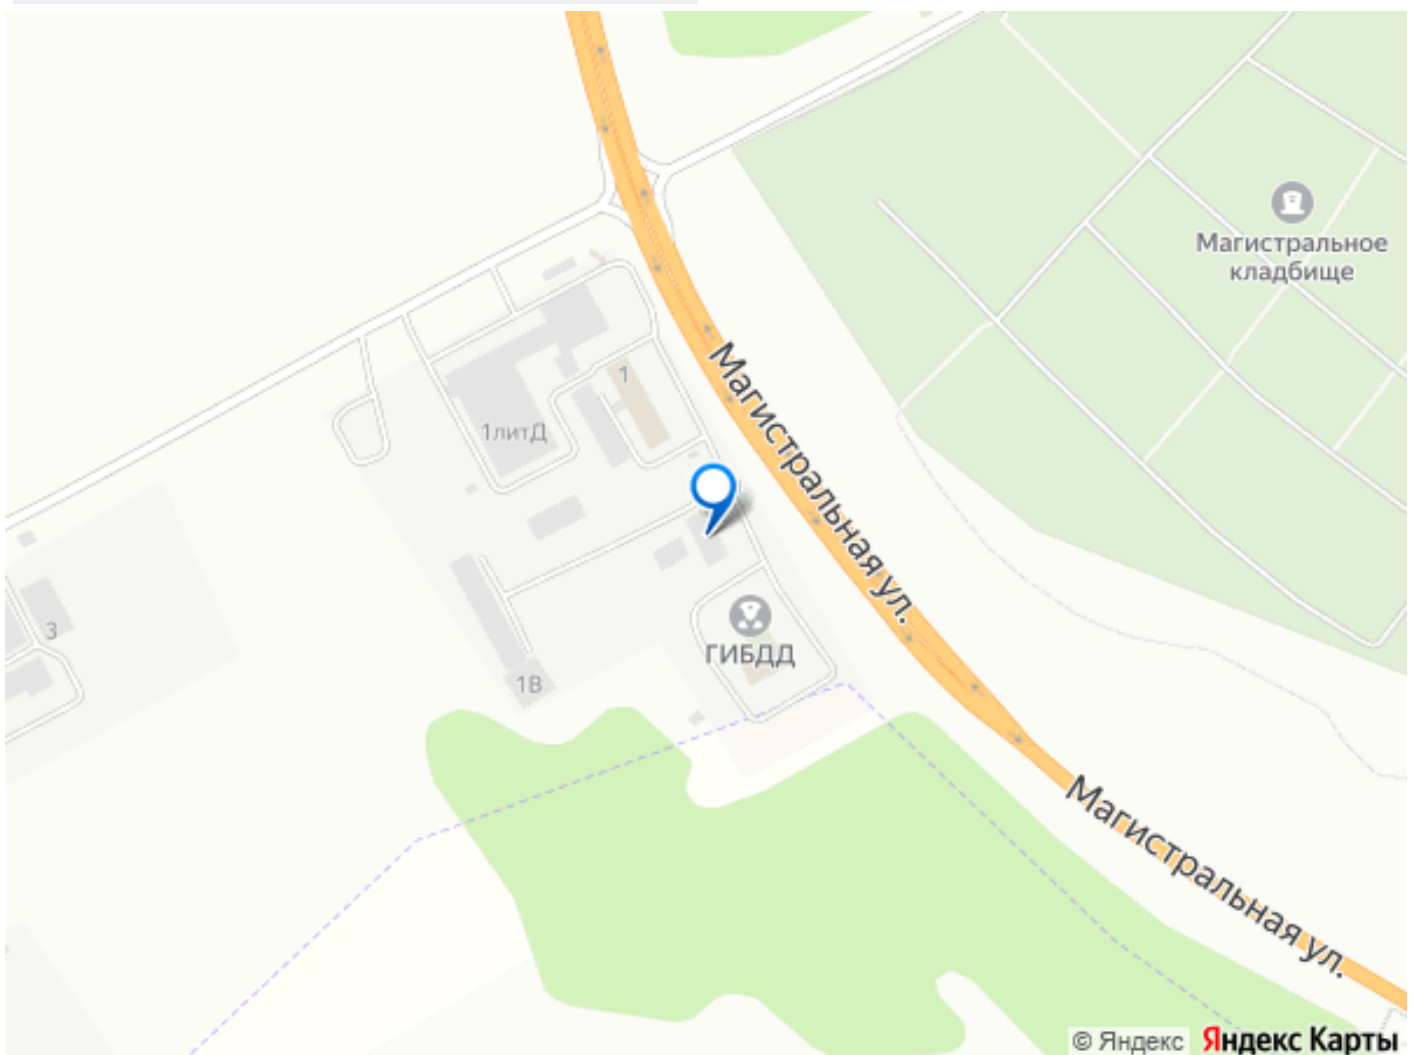 Магистральное
кладбище
Магистральная ул.
1
1литД
ГИБДД
3
1В
Магистральная ул.
© Яндекс Яндекс Карты